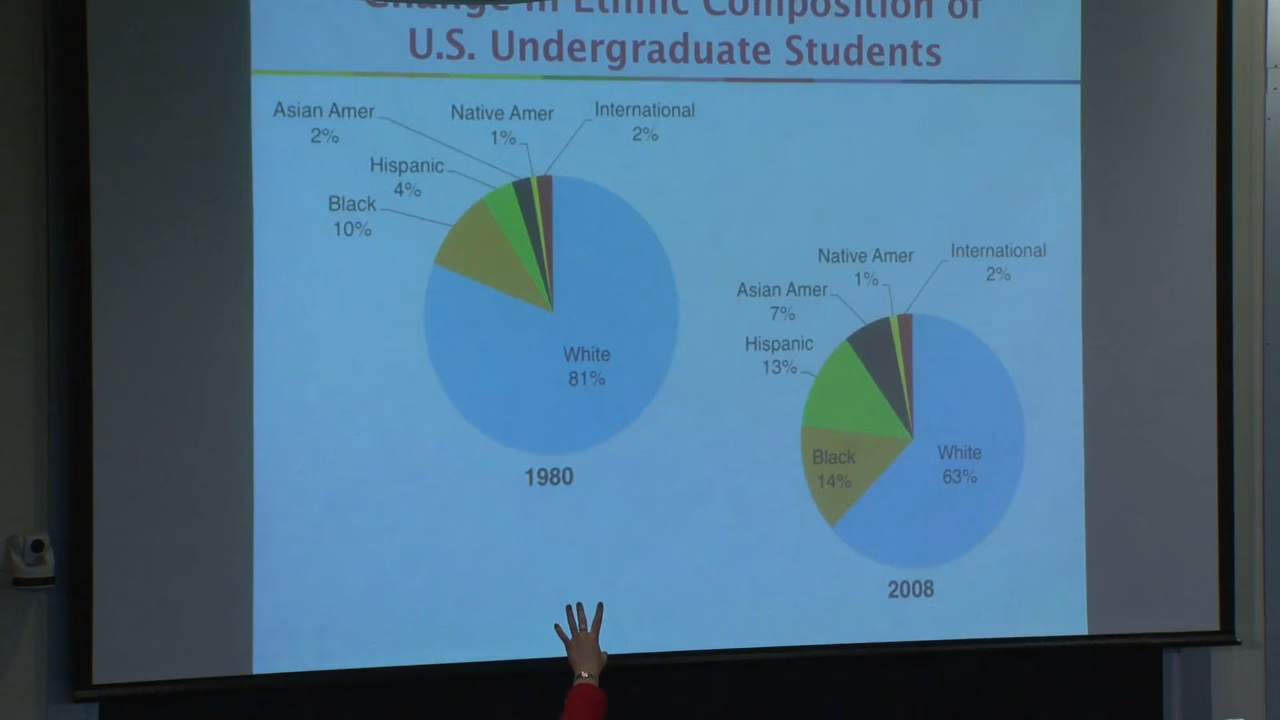 Change in Ethnic Composition of
U.S. Undergraduate Students
Asian Amer
2%
Native Amer
1%
International
2%
Hispanic
4%
Black
10%
White
81%
1980
Native Amer
1%
International
2%
Asian Amer
7%
Hispanic
13%
Black
14%
White
63%
2008